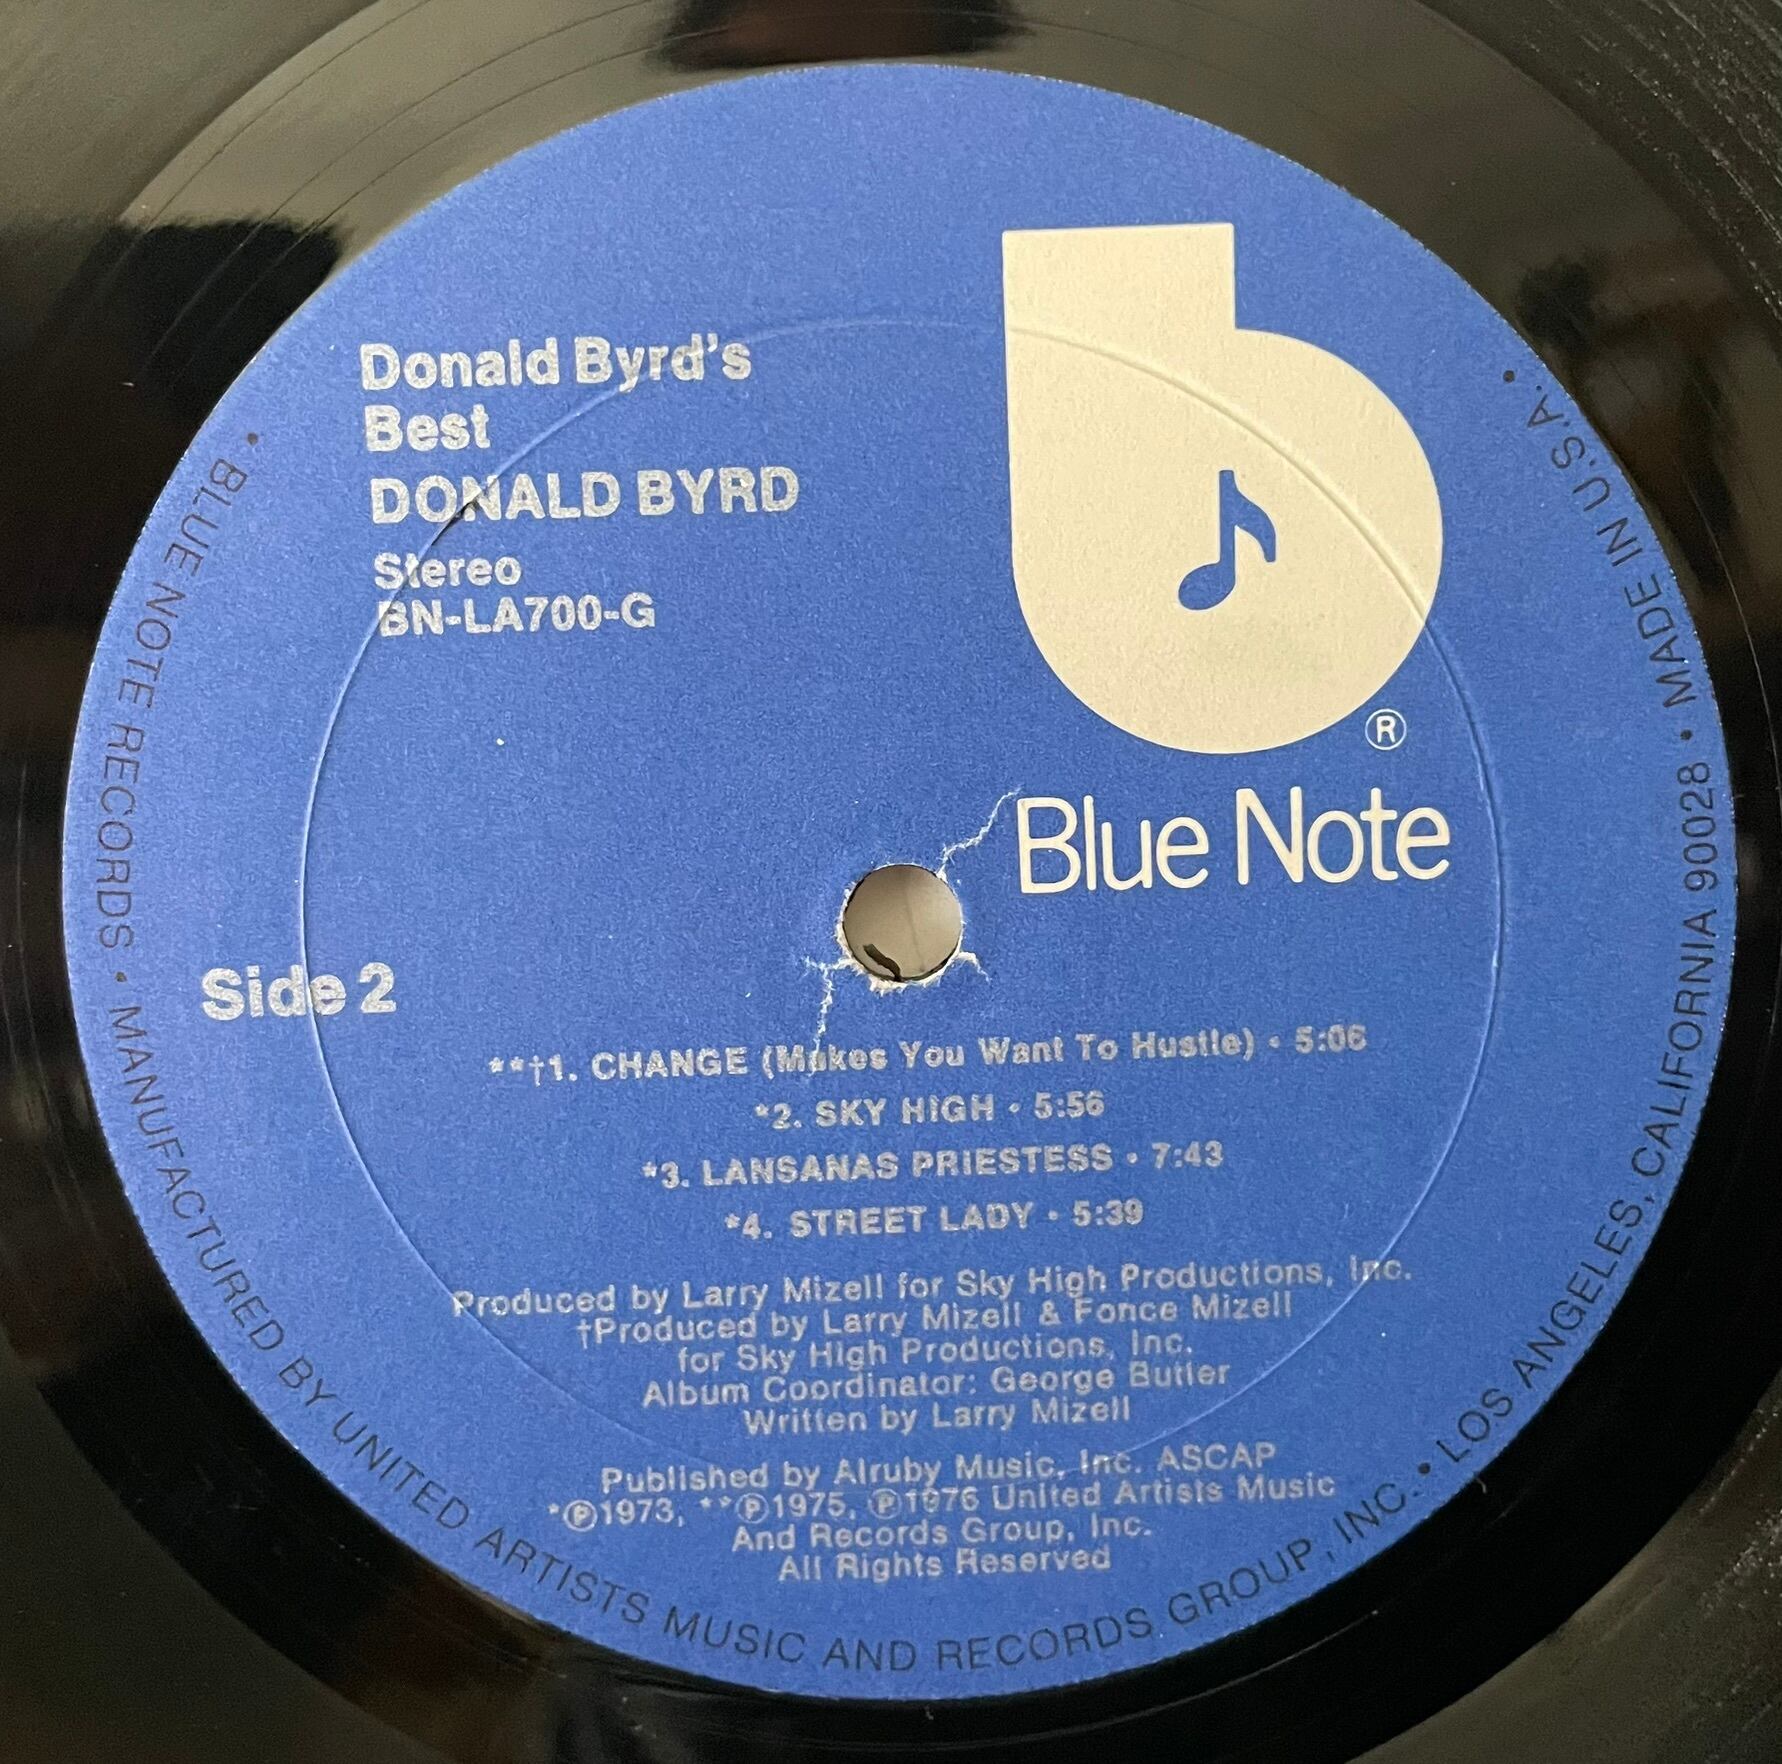 Donald Byrd's
Best
DONALD BYRD
Stereo
BN-LA700-G
®
Blue Note
Side 2
**†1. CHANGE (Makes You Want To Hustle) • 5:06
*2. SKY HIGH • 5:56
*3. LANSANAS PRIESTESS • 7:43
*4. STREET LADY • 5:39
Produced by Larry Mizell for Sky High Productions, Inc.
†Produced by Larry Mizell & Fonce Mizell
for Sky High Productions, Inc.
Album Coordinator: George Butler
Written by Larry Mizell
Published by Alruby Music, Inc. ASCAP
*℗1973, **℗1975, ℗1976 United Artists Music
And Records Group, Inc.
All Rights Reserved
• BLUE NOTE RECORDS • MANUFACTURED BY UNITED ARTISTS MUSIC AND RECORDS GROUP, INC. • LOS ANGELES, CALIFORNIA 90028 • MADE IN U.S.A. •